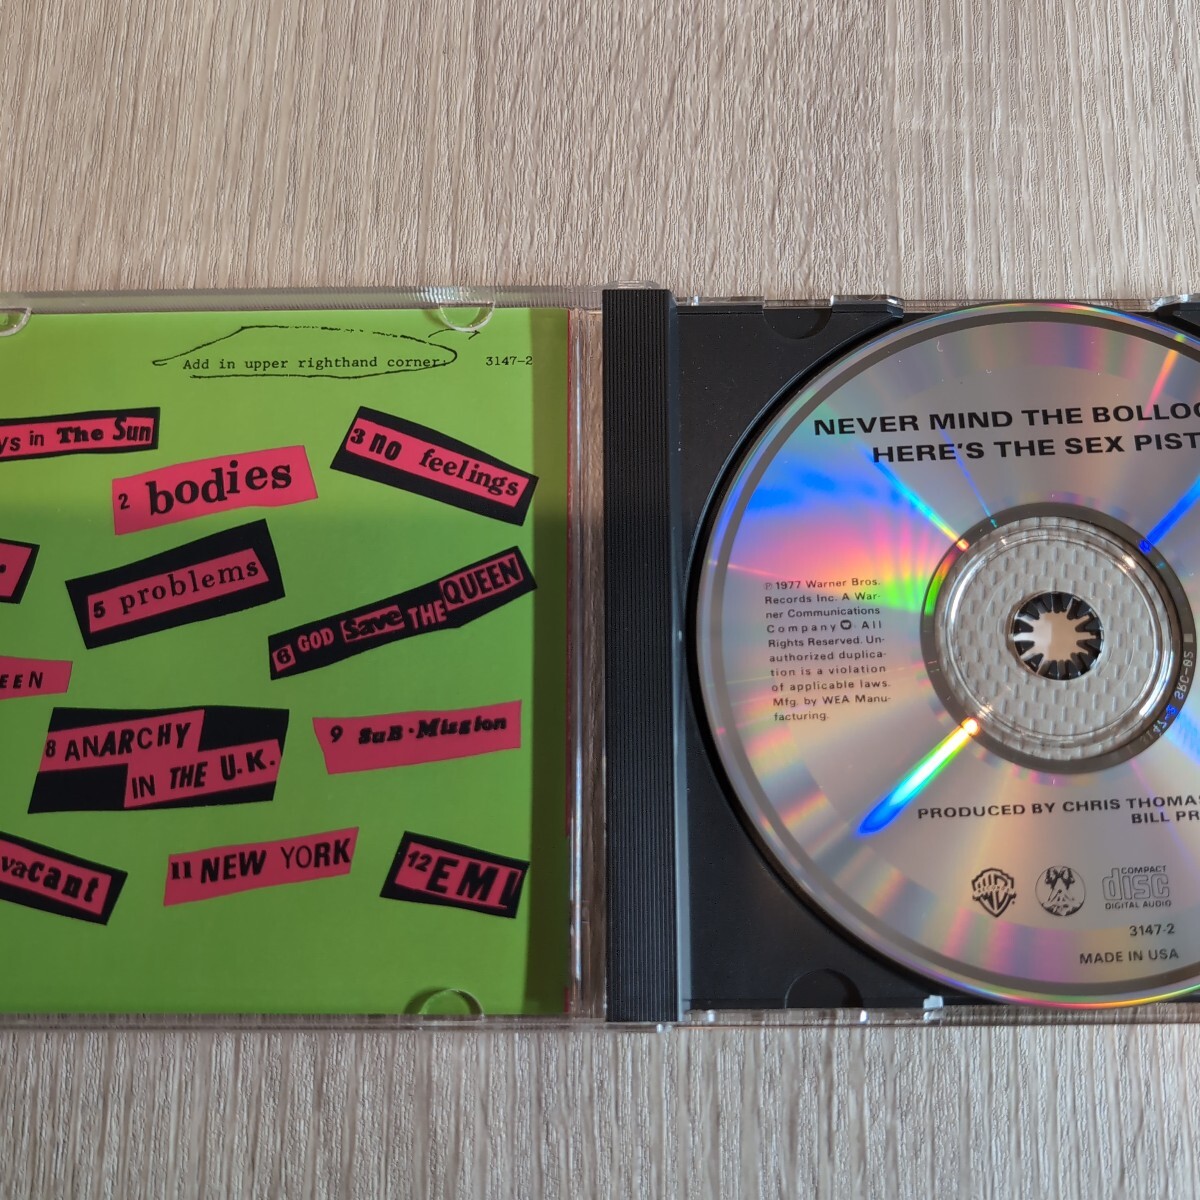 Add in upper righthand corner: 3147-2
ys in The Sun
2 bodies
3 no feelings
5 problems
6 GOD Save THE QUEEN
EEN
8 ANARCHY
IN THE U.K.
9 SuB·Mission
vacant
11 NEW YORK
12 EMI
NEVER MIND THE BOLLOC
HERE'S THE SEX PIST
℗ 1977 Warner Bros.
Records Inc. A War-
ner Communications
Company. All
Rights Reserved. Un-
authorized duplica-
tion is a violation
of applicable laws.
Mfg. by WEA Manu-
facturing.
SRC-05
PRODUCED BY CHRIS THOMAS
BILL PR
COMPACT
disc
DIGITAL AUDIO
3147-2
MADE IN USA